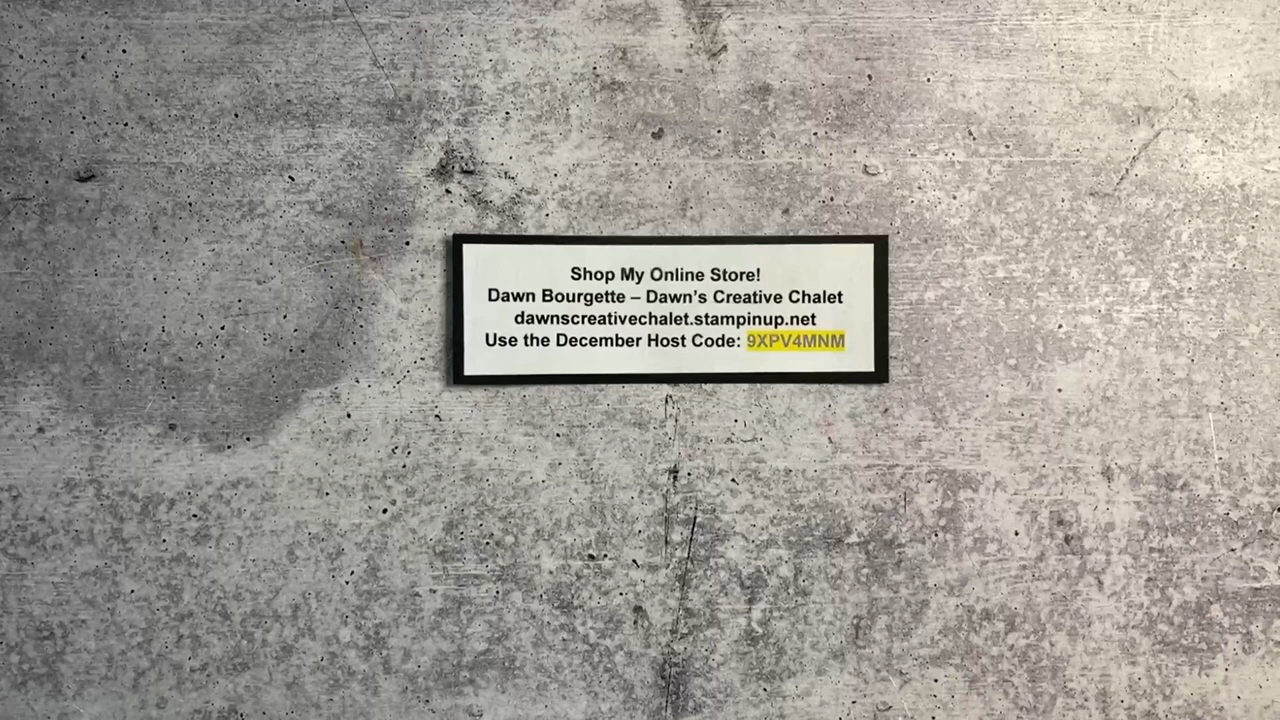 Shop My Online Store!
Dawn Bourgette – Dawn's Creative Chalet
dawnscreativechalet.stampinup.net
Use the December Host Code: 9XPV4MNM